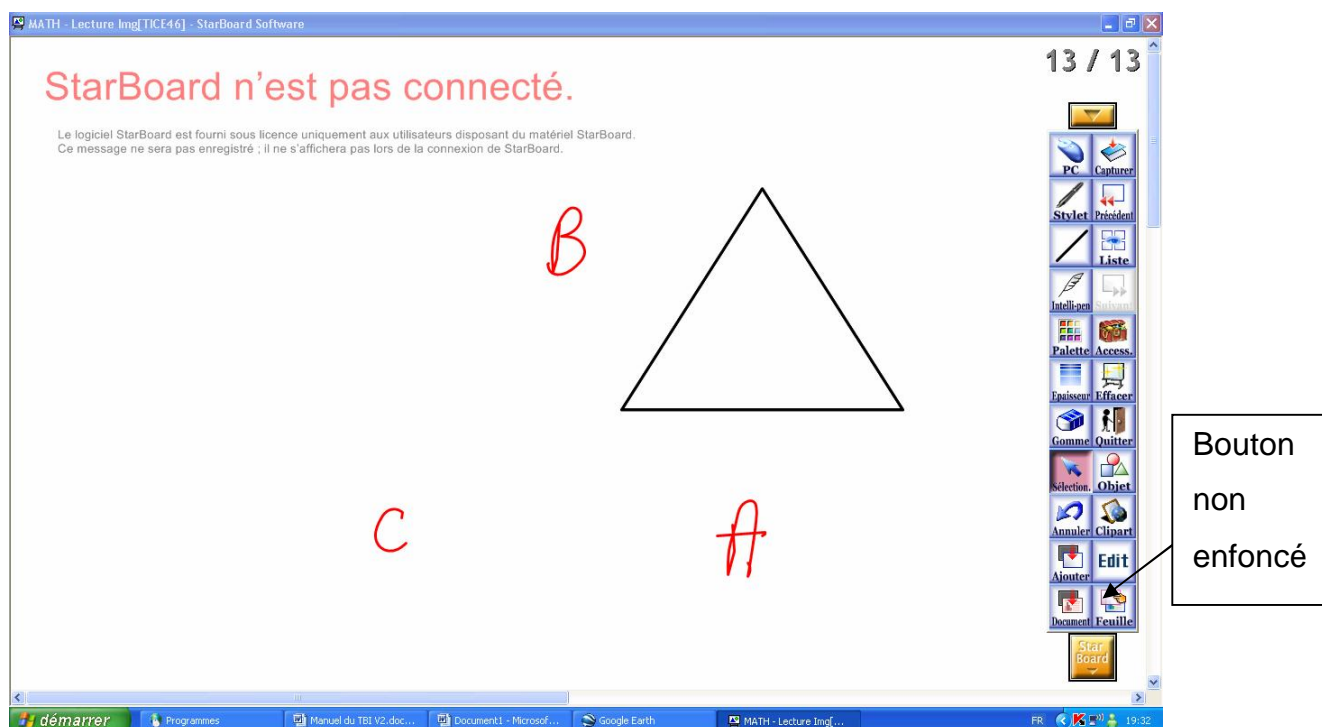 MATH - Lecture Img[TICE46] - StarBoard Software
13 / 13
StarBoard n'est pas connecté.
Le logiciel StarBoard est fourni sous licence uniquement aux utilisateurs disposant du matériel StarBoard.
Ce message ne sera pas enregistré ; il ne s'affichera pas lors de la connexion de StarBoard.
B
C
A
PC Capturer
Stylet Précédent
Liste
Intelli-pen Suivant
Palette Access.
Epaisseur Effacer
Gomme Quitter
Sélection. Objet
Annuler Clipart
Ajouter Edit
Document Feuille
Star
Board
Bouton
non
enfoncé
démarrer Programmes Manuel du TBI V2.doc... Document1 - Microsof... Google Earth MATH - Lecture Img[... FR 19:32